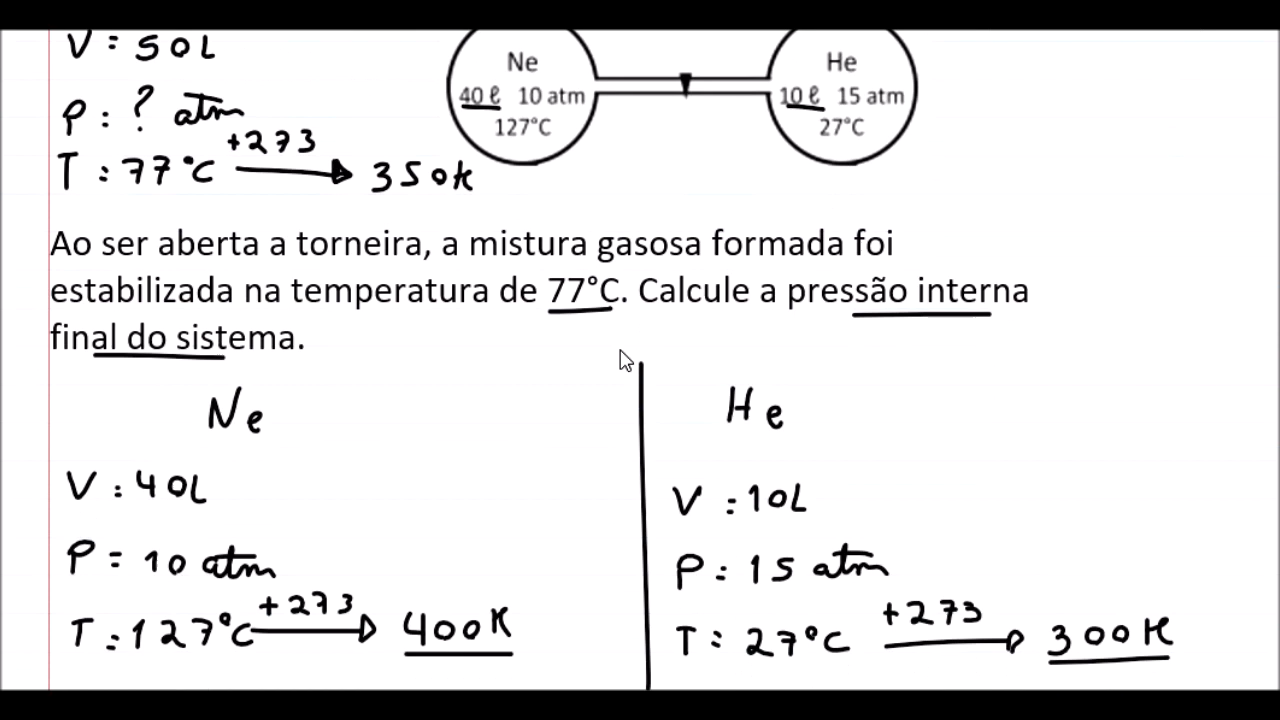 V = 50L
P : ? atm
T : 77°C +273 350K
Ne
40 ℓ 10 atm
127°C
He
10 ℓ 15 atm
27°C
Ao ser aberta a torneira, a mistura gasosa formada foi
estabilizada na temperatura de 77°C. Calcule a pressão interna
final do sistema.
Ne
V : 40L
P = 10 atm
T : 127°C +273 400K
He
V : 10L
P : 15 atm
T : 27°C +273 300K